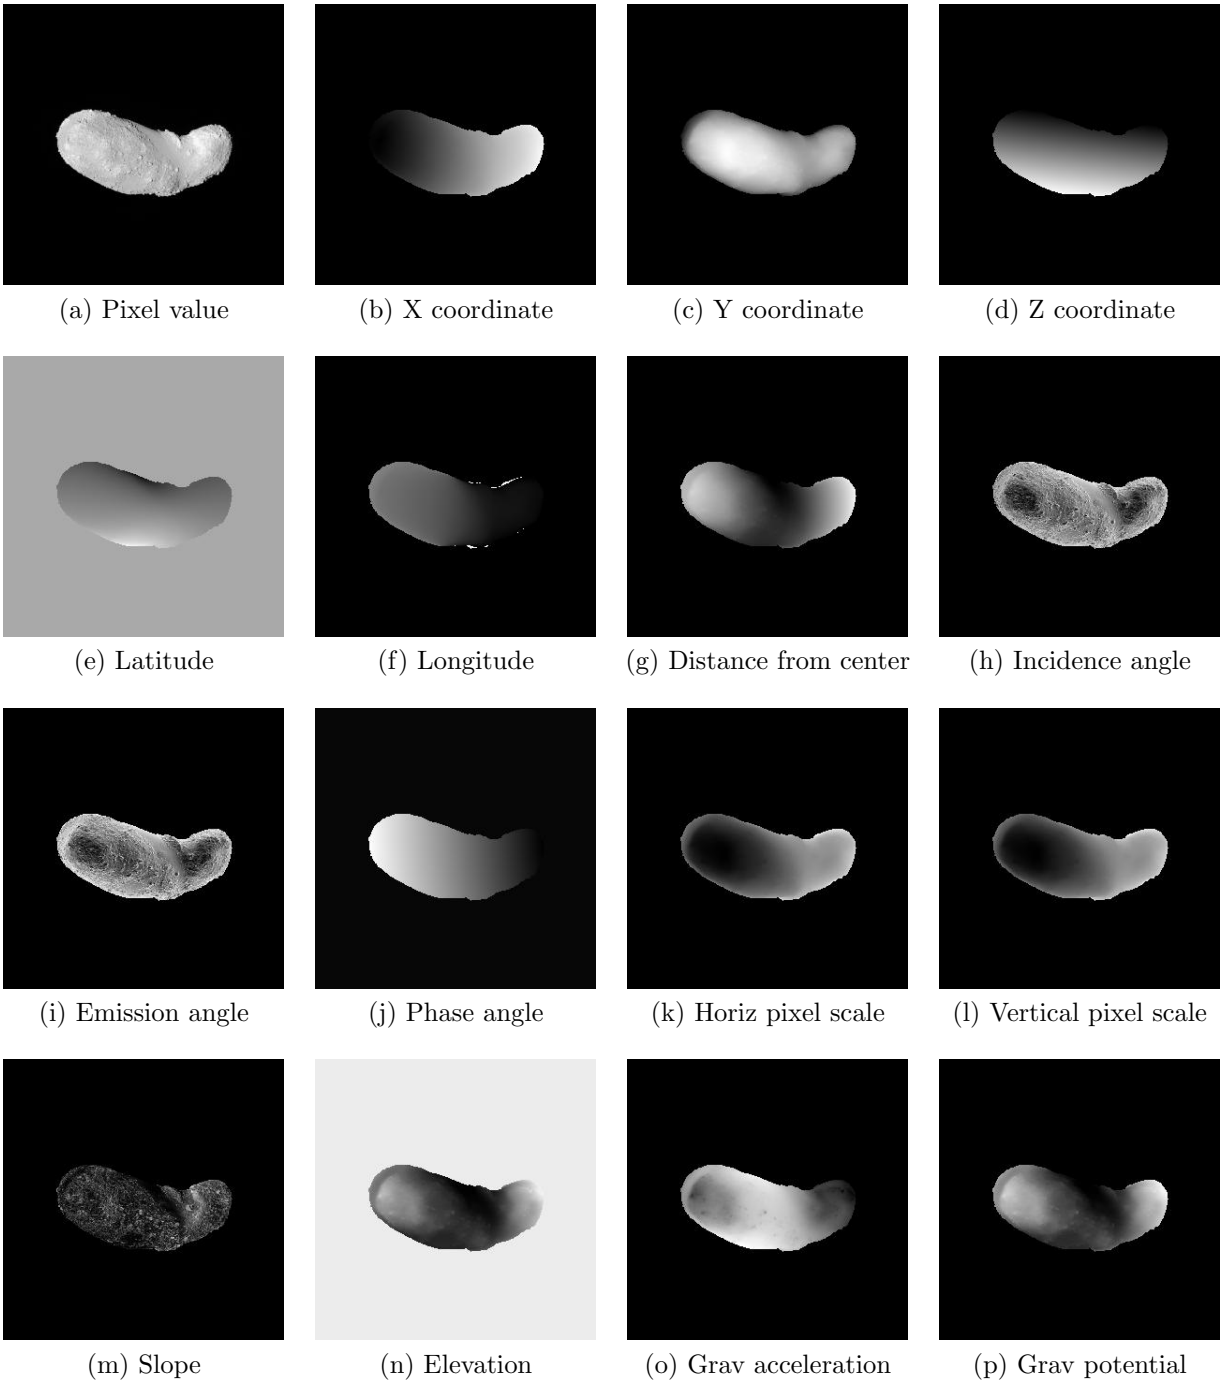 (a) Pixel value
(b) X coordinate
(c) Y coordinate
(d) Z coordinate
(e) Latitude
(f) Longitude
(g) Distance from center
(h) Incidence angle
(i) Emission angle
(j) Phase angle
(k) Horiz pixel scale
(l) Vertical pixel scale
(m) Slope
(n) Elevation
(o) Grav acceleration
(p) Grav potential